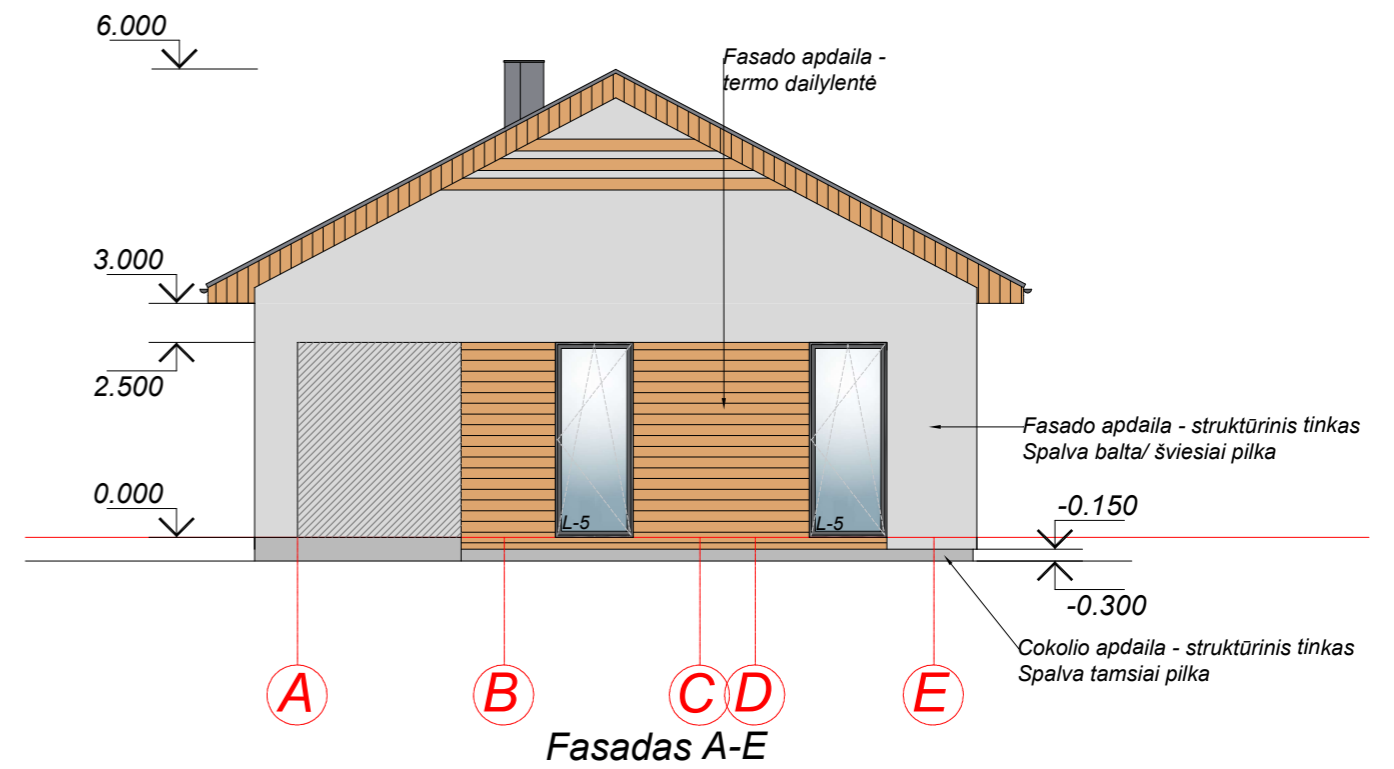 6.000
Fasado apdaila -
termo dailylentė
3.000
2.500
Fasado apdaila - struktūrinis tinkas
Spalva balta/ šviesiai pilka
0.000
L-5
L-5
-0.150
-0.300
Cokolio apdaila - struktūrinis tinkas
Spalva tamsiai pilka
A
B
C
D
E
Fasadas A-E